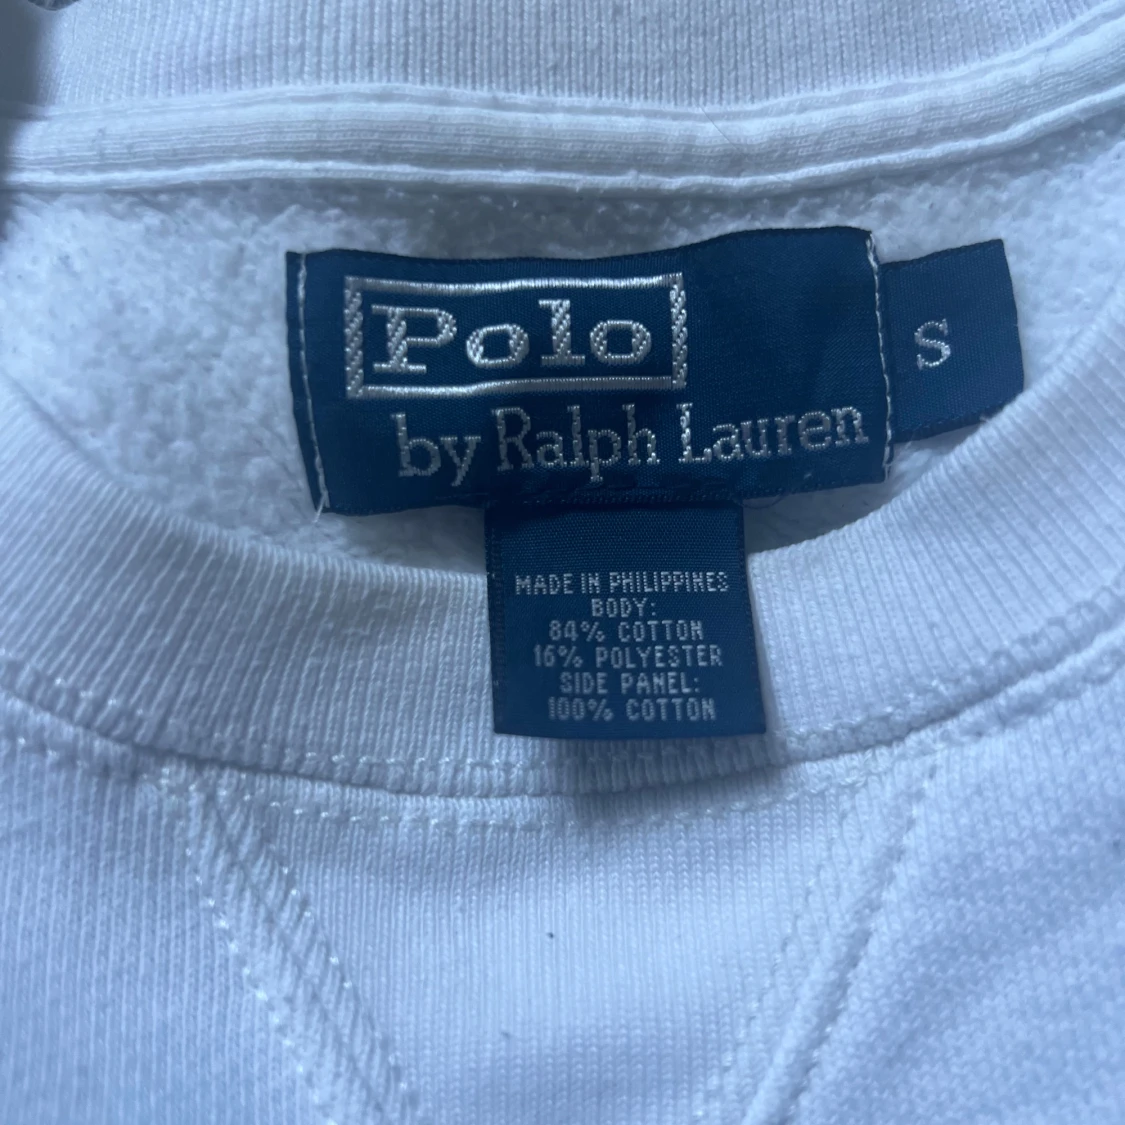 Polo
by Ralph Lauren
S
MADE IN PHILIPPINES
BODY:
84% COTTON
16% POLYESTER
SIDE PANEL:
100% COTTON